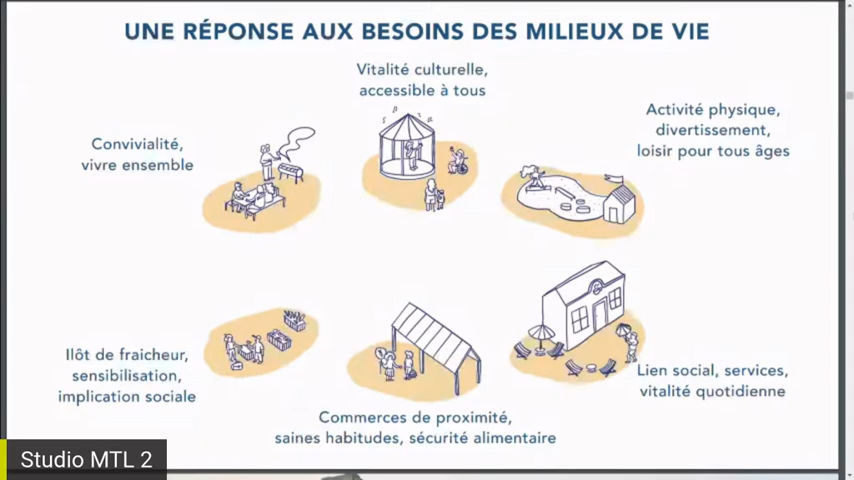 UNE RÉPONSE AUX BESOINS DES MILIEUX DE VIE
Vitalité culturelle,
accessible à tous
Activité physique,
divertissement,
loisir pour tous âges
Convivialité,
vivre ensemble
Ilôt de fraicheur,
sensibilisation,
implication sociale
Commerces de proximité,
saines habitudes, sécurité alimentaire
Lien social, services,
vitalité quotidienne
Studio MTL 2